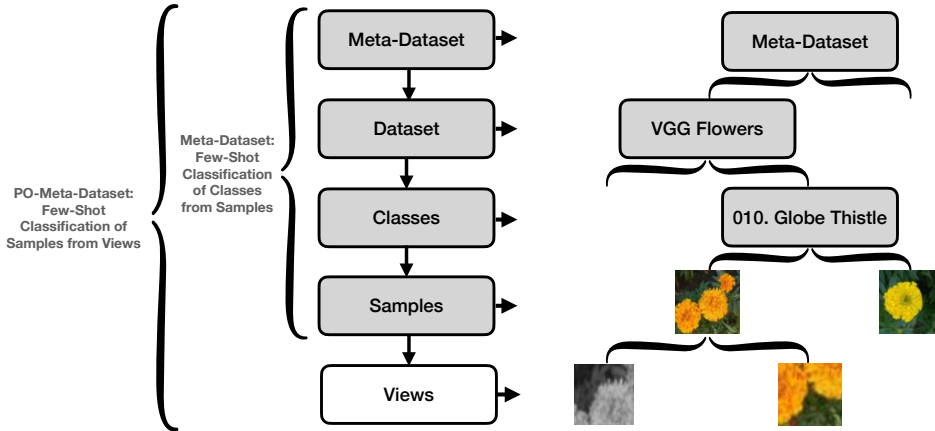 PO-Meta-Dataset:
Few-Shot
Classification of
Samples from Views
Meta-Dataset:
Few-Shot
Classification
of Classes
from Samples
Meta-Dataset
Dataset
Classes
Samples
Views
Meta-Dataset
VGG Flowers
010. Globe Thistle